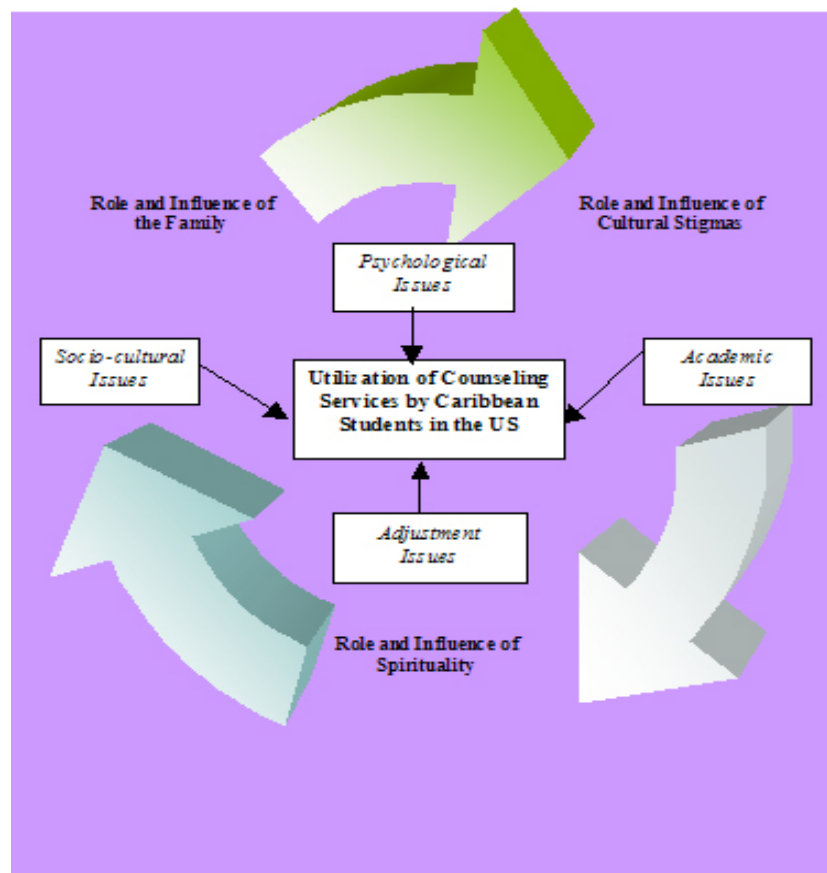 Role and Influence of
the Family
Role and Influence of
Cultural Stigmas
Psychological
Issues
Socio-cultural
Issues
Utilization of Counseling
Services by Caribbean
Students in the US
Academic
Issues
Adjustment
Issues
Role and Influence of
Spirituality